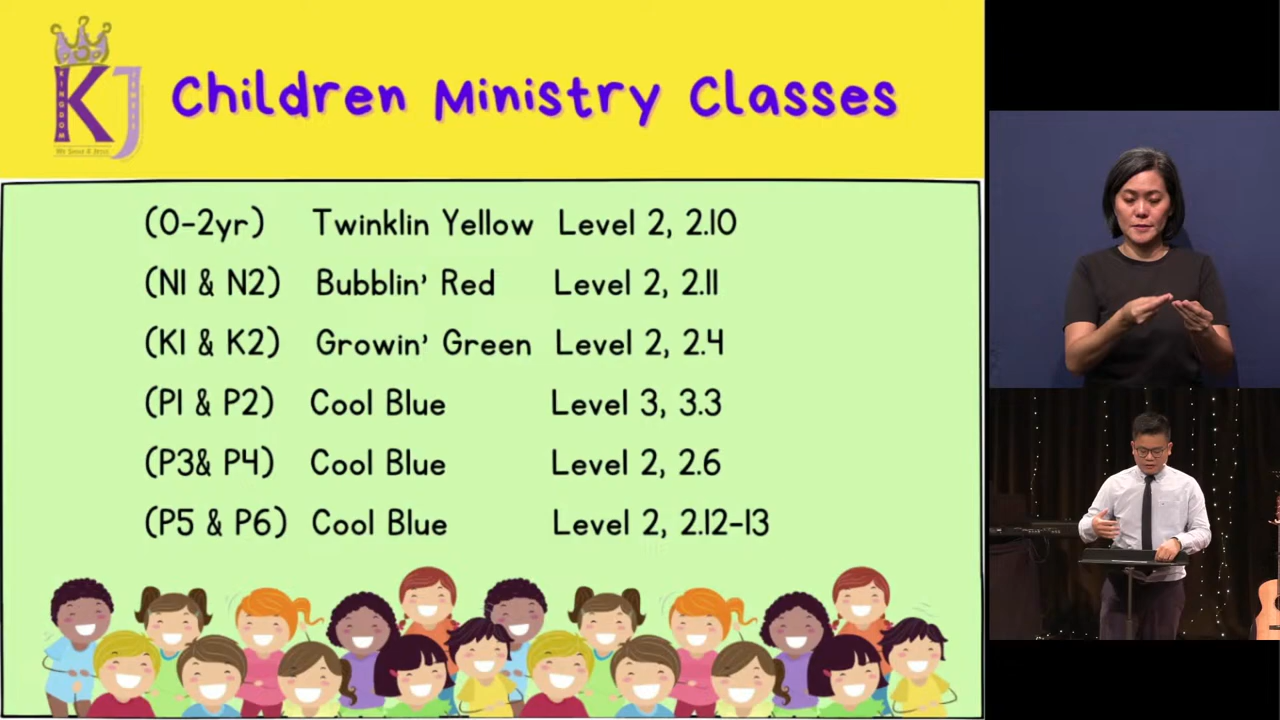 KJ
KINGDOM
Children Ministry Classes
(0-2yr) Twinklin Yellow Level 2, 2.10
(N1 & N2) Bubblin' Red Level 2, 2.11
(K1 & K2) Growin' Green Level 2, 2.4
(P1 & P2) Cool Blue Level 3, 3.3
(P3& P4) Cool Blue Level 2, 2.6
(P5 & P6) Cool Blue Level 2, 2.12-13